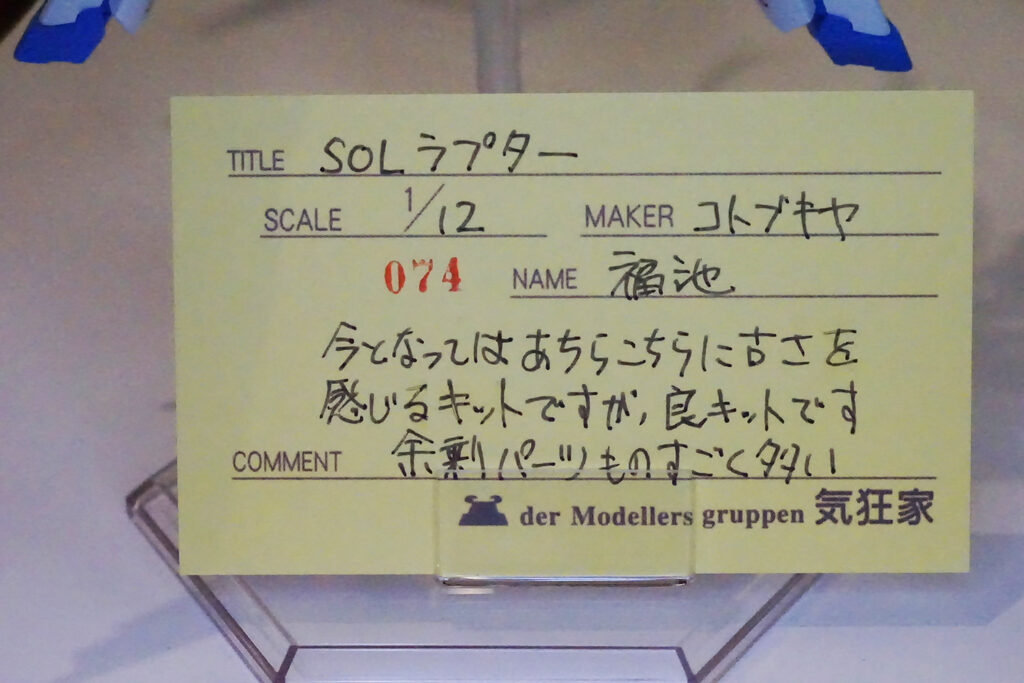 TITLE SOLラプター
SCALE 1/12 MAKER コトブキヤ
074 NAME 福池
今となってはあちらこちらに古さを
感じるキットですが、良キットです
COMMENT 余剰パーツものすごく多い
der Modellers gruppen 気狂家